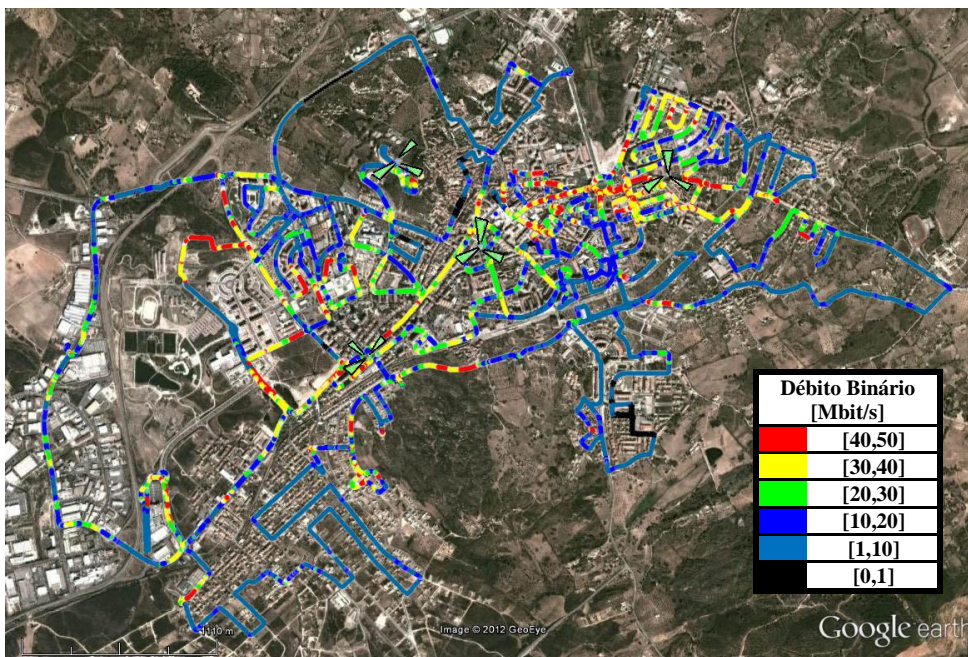 Débito Binário
[Mbit/s]
[40,50]
[30,40]
[20,30]
[10,20]
[1,10]
[0,1]
1110 m
Image © 2012 GeoEye
Google earth